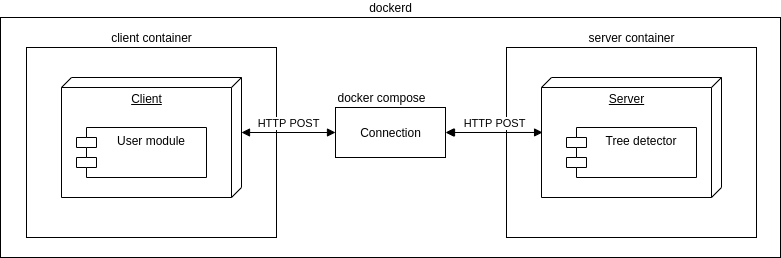 dockerd
client container
server container
Client
Server
docker compose
HTTP POST
HTTP POST
User module
Connection
Tree detector